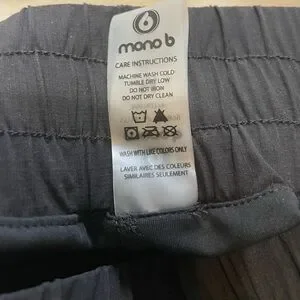 mono b
CARE INSTRUCTIONS
MACHINE WASH COLD
TUMBLE DRY LOW
DO NOT IRON
DO NOT DRY CLEAN
WASH WITH LIKE COLORS ONLY
LAVER AVEC DES COULEURS
SIMILAIRES SEULEMENT